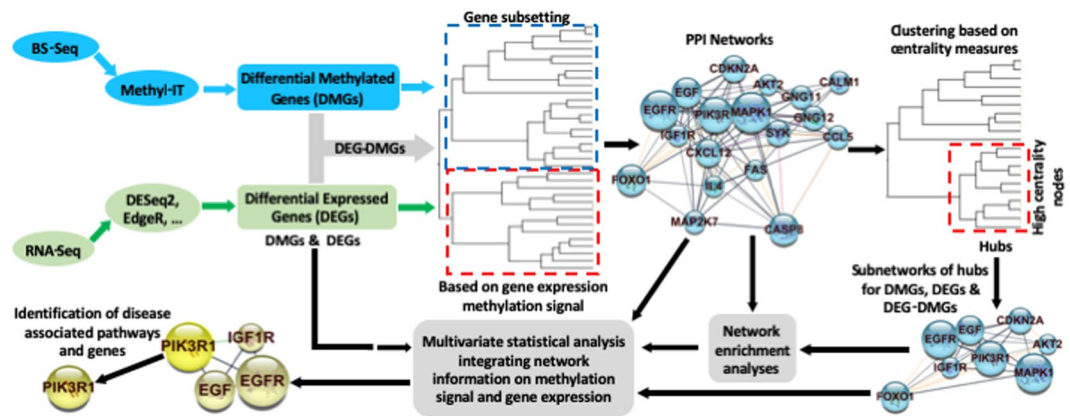 BS-Seq
Methyl-IT
Differential Methylated
Genes (DMGs)
DEG-DMGs
DESeq2,
EdgeR, ...
RNA-Seq
Differential Expressed
Genes (DEGs)
DMGs & DEGs
Gene subsetting
Based on gene expression
methylation signal
PPI Networks
CDKN2A
EGF
AKT2
CALM1
EGFR
PIK3R
MAPK1
GNG11
GNG12
IGF1R
SYK
CCL5
CXCL12
FAS
FOXO1
IL4
MAP2K7
CASP8
Clustering based on
centrality measures
High centrality
nodes
Hubs
Subnetworks of hubs
for DMGs, DEGs &
DEG-DMGs
CDKN2A
EGF
EGFR
AKT2
PIK3R1
IGF1R
MAPK1
FOXO1
Network
enrichment
analyses
Multivariate statistical analysis
integrating network
information on methylation
signal and gene expression
Identification of disease
associated pathways
and genes
PIK3R1
IGF1R
EGFR
EGF
PIK3R1